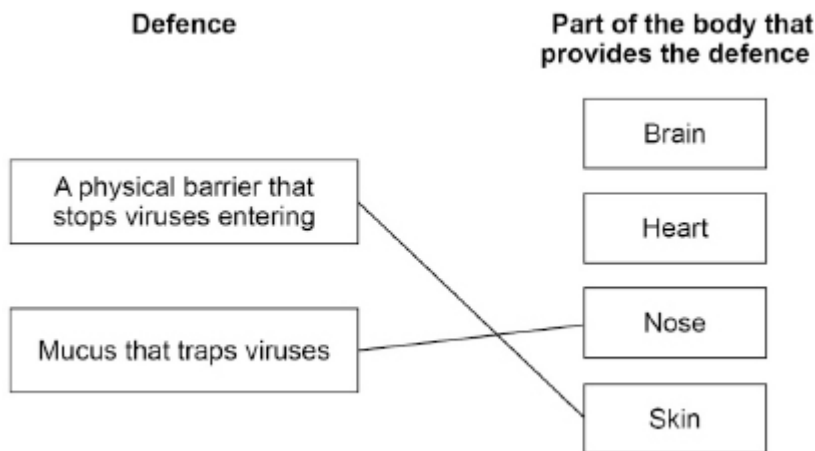 Defence
Part of the body that
provides the defence
A physical barrier that
stops viruses entering
Mucus that traps viruses
Brain
Heart
Nose
Skin